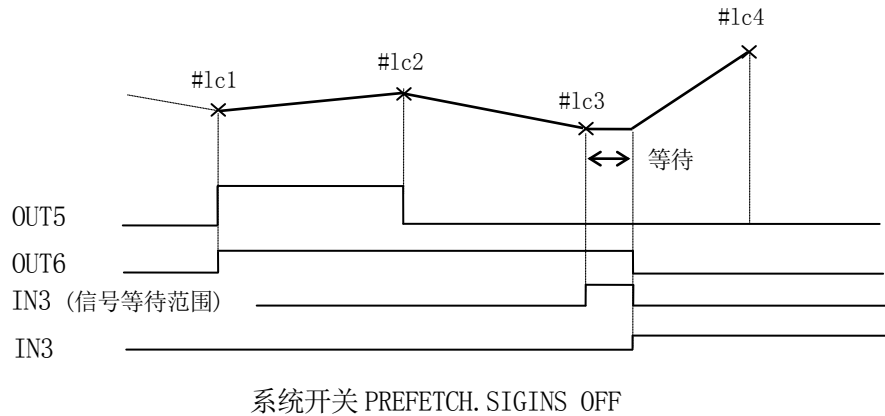 #lc4
#lc1
#lc2
#lc3
等待
OUT5
OUT6
IN3 (信号等待范围)
IN3
系统开关 PREFETCH.SIGINS OFF